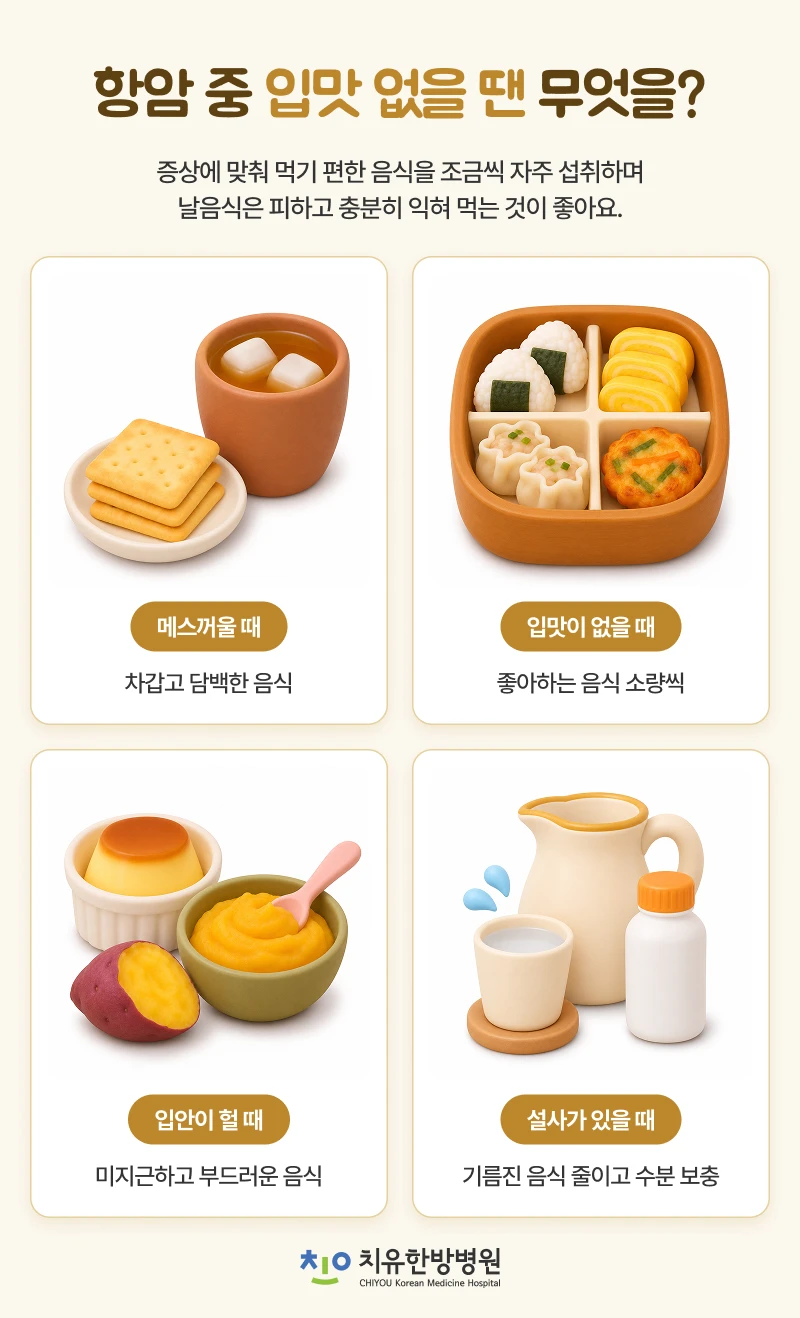 항암 중 입맛 없을 땐 무엇을?
증상에 맞춰 먹기 편한 음식을 조금씩 자주 섭취하며
날음식은 피하고 충분히 익혀 먹는 것이 좋아요.
메스꺼울 때
차갑고 담백한 음식
입맛이 없을 때
좋아하는 음식 소량씩
입안이 헐 때
미지근하고 부드러운 음식
설사가 있을 때
기름진 음식 줄이고 수분 보충
치유 치유한방병원
CHIYOU Korean Medicine Hospital